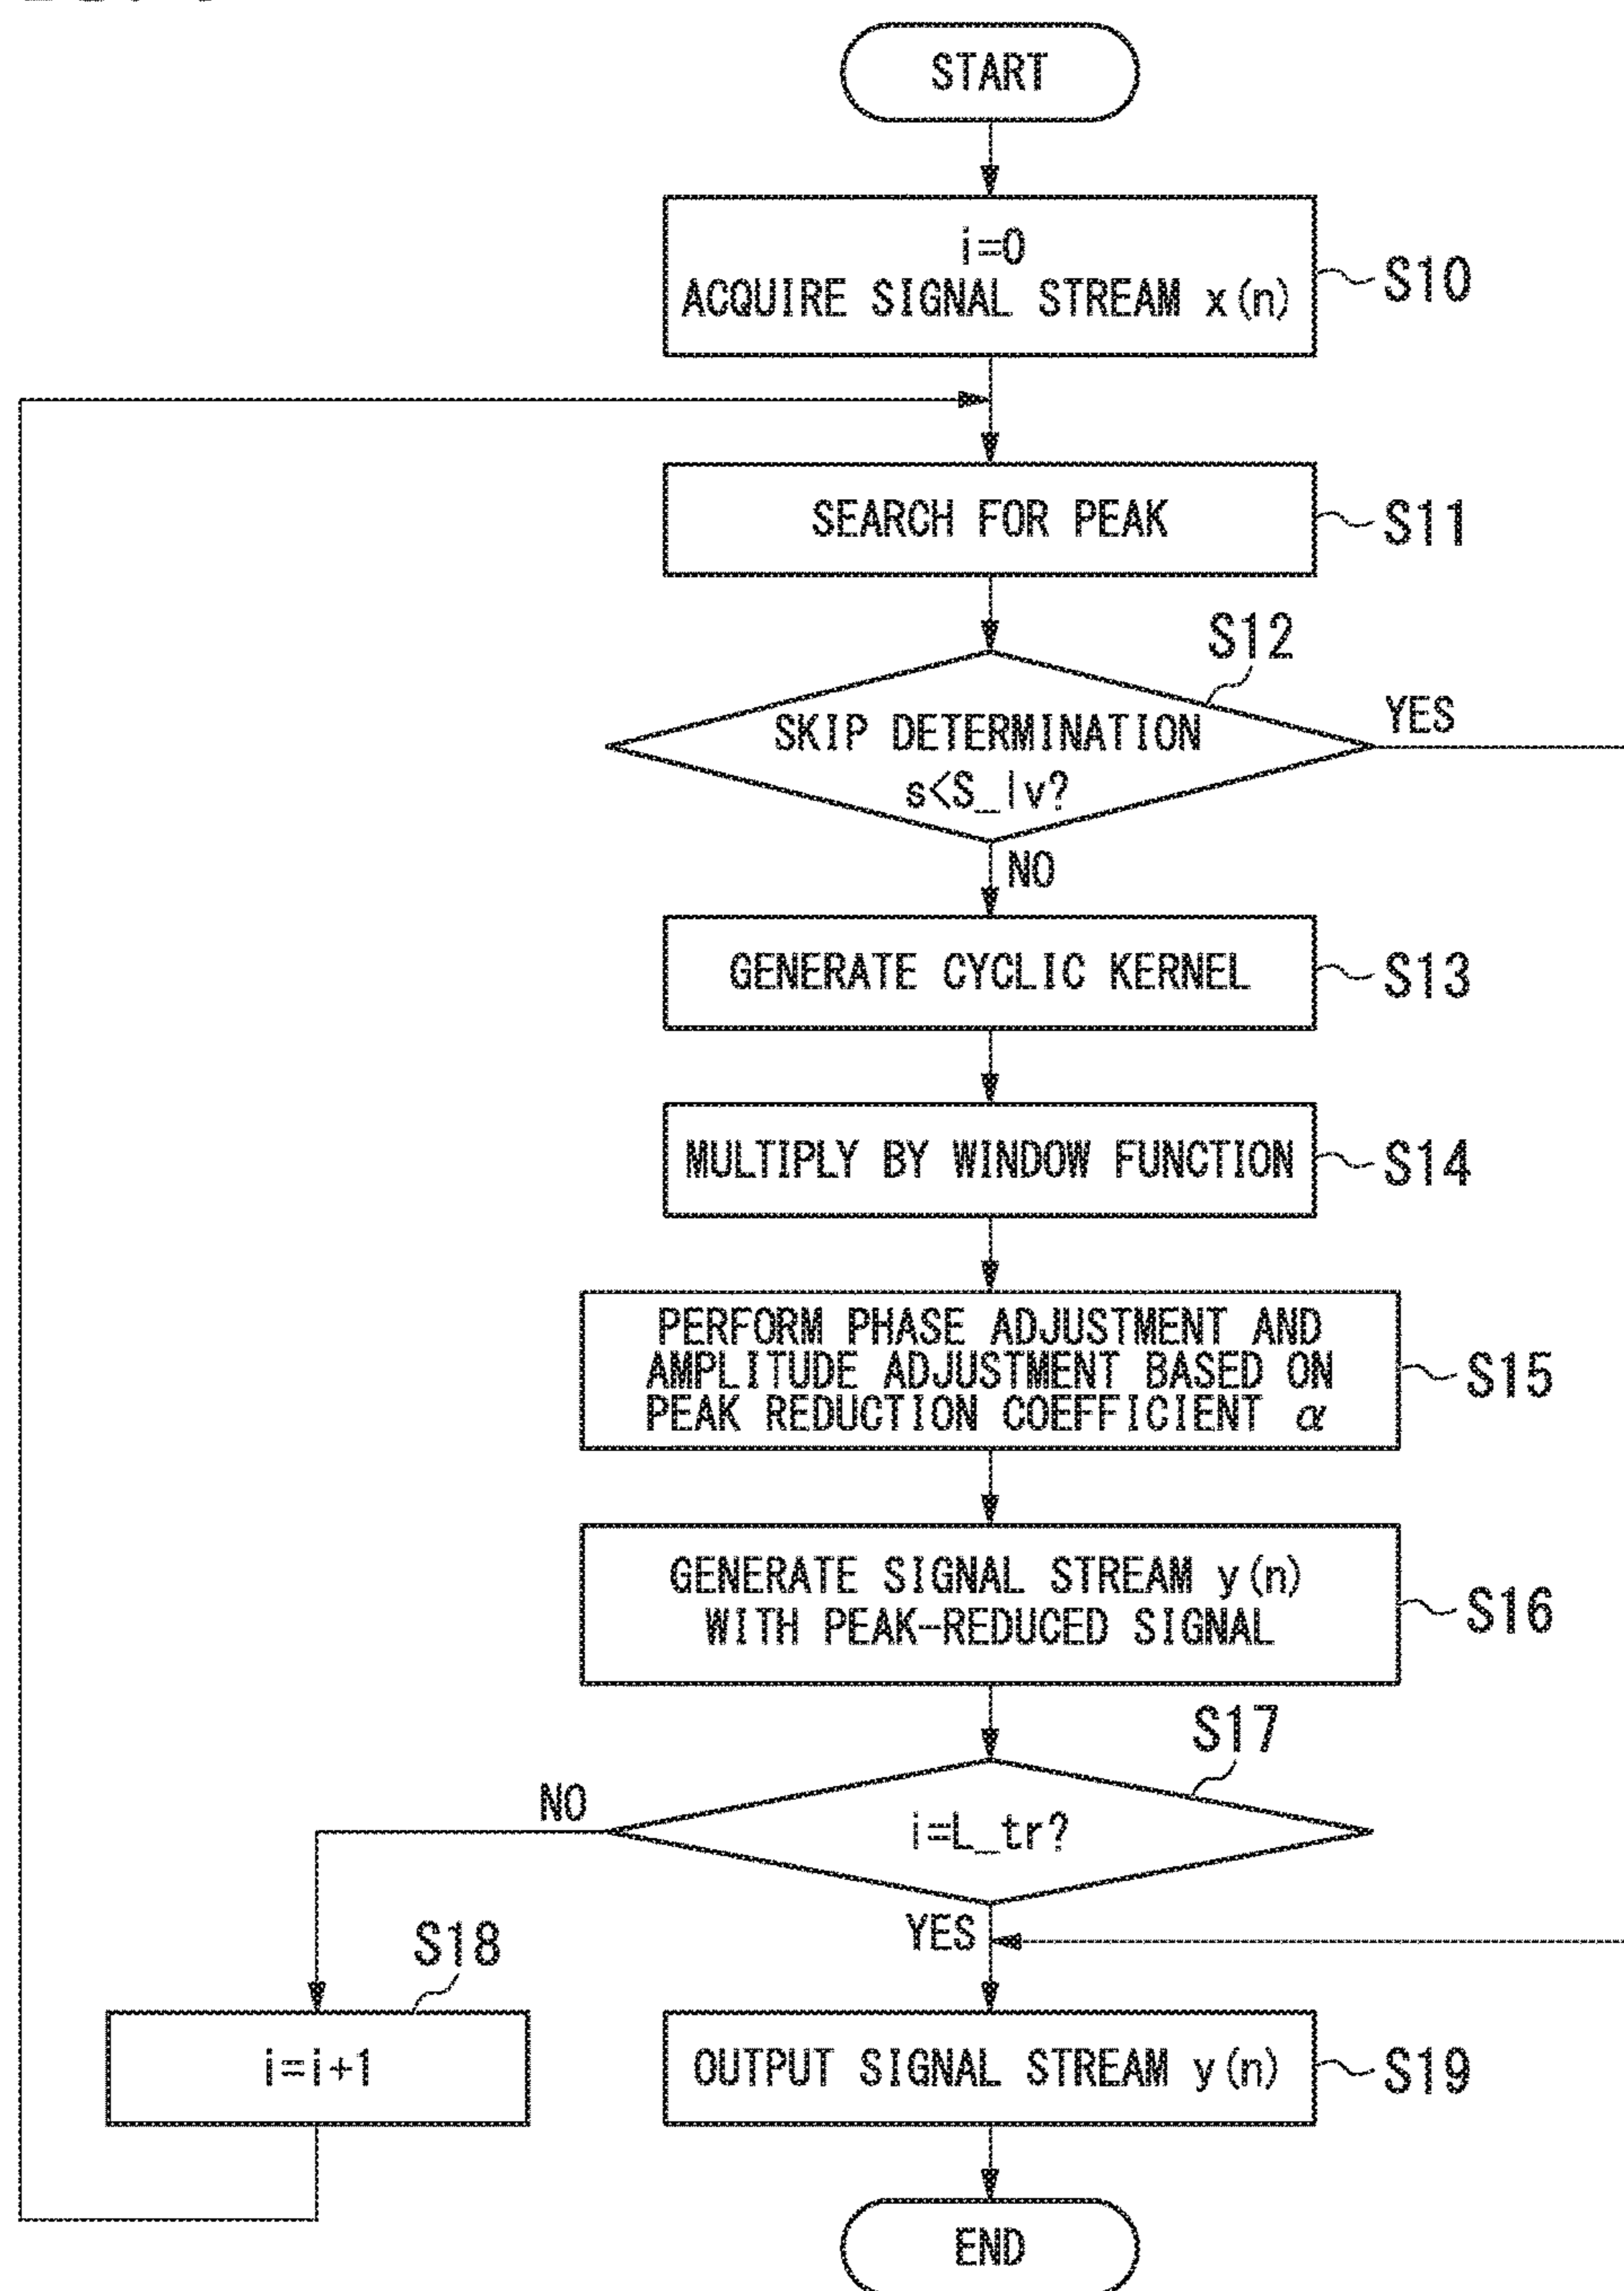 START
i=0
ACQUIRE SIGNAL STREAM x(n)
S10
SEARCH FOR PEAK
S11
S12
SKIP DETERMINATION
s<S_lv?
YES
NO
GENERATE CYCLIC KERNEL
S13
MULTIPLY BY WINDOW FUNCTION
S14
PERFORM PHASE ADJUSTMENT AND
AMPLITUDE ADJUSTMENT BASED ON
PEAK REDUCTION COEFFICIENT α
S15
GENERATE SIGNAL STREAM y(n)
WITH PEAK-REDUCED SIGNAL
S16
S17
NO
i=L_tr?
YES
S18
i=i+1
OUTPUT SIGNAL STREAM y(n)
S19
END